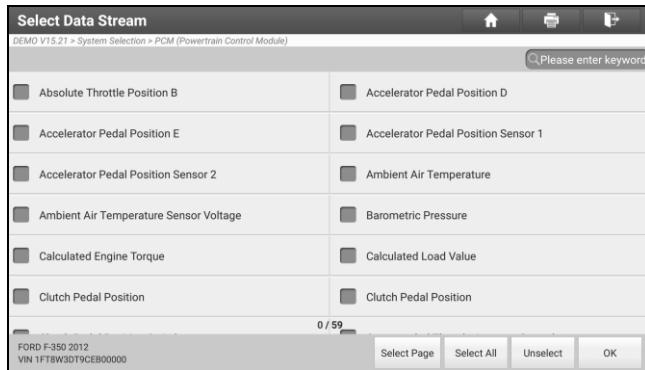 Select Data Stream
DEMO V15.21 > System Selection > PCM (Powertrain Control Module)
Please enter keyword
Absolute Throttle Position B
Accelerator Pedal Position D
Accelerator Pedal Position E
Accelerator Pedal Position Sensor 1
Accelerator Pedal Position Sensor 2
Ambient Air Temperature
Ambient Air Temperature Sensor Voltage
Barometric Pressure
Calculated Engine Torque
Calculated Load Value
Clutch Pedal Position
Clutch Pedal Position
0 / 59
FORD F-350 2012
VIN 1FT8W3DT9CEB00000
Select Page
Select All
Unselect
OK